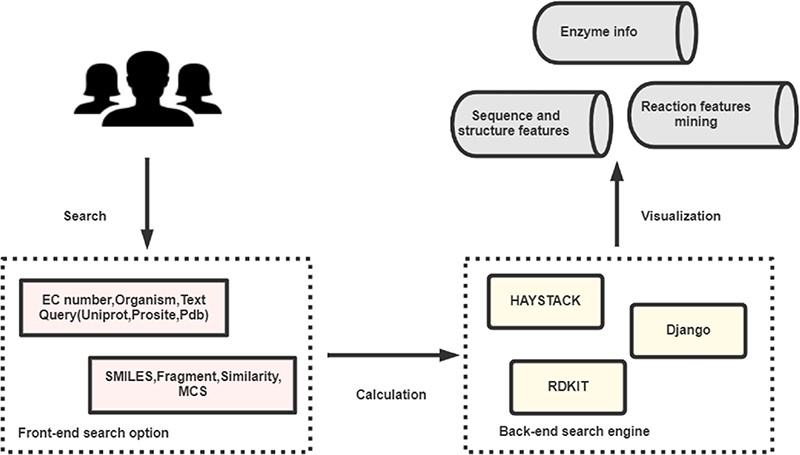 Enzyme info
Sequence and
structure features
Reaction features
mining
Search
Visualization
EC number,Organism,Text
Query(Uniprot,Prosite,Pdb)
SMILES,Fragment,Similarity,
MCS
Front-end search option
Calculation
HAYSTACK
Django
RDKIT
Back-end search engine